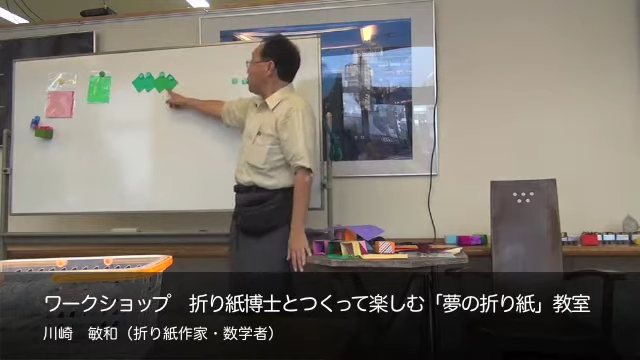 ワークショップ　折り紙博士とつくって楽しむ「夢の折り紙」教室
川崎　敏和（折り紙作家・数学者）